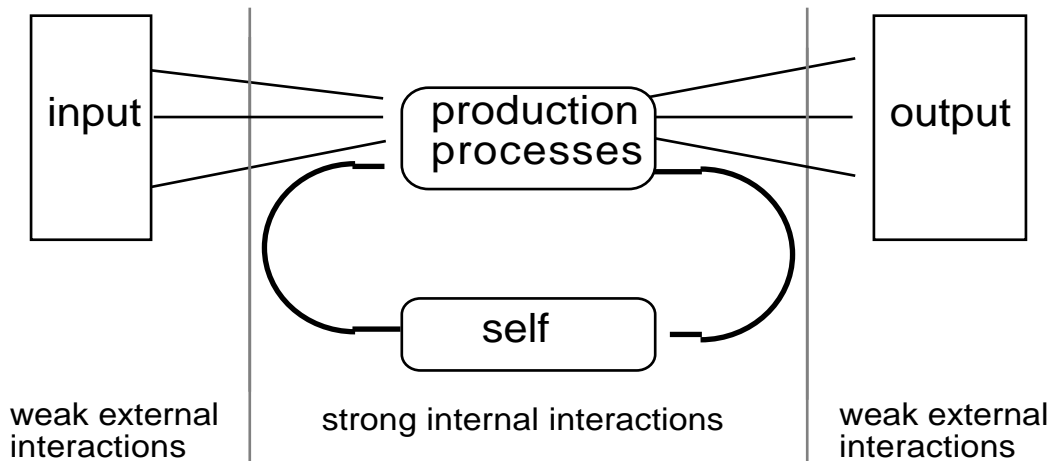 input
production
processes
output
self
weak external
interactions
strong internal interactions
weak external
interactions